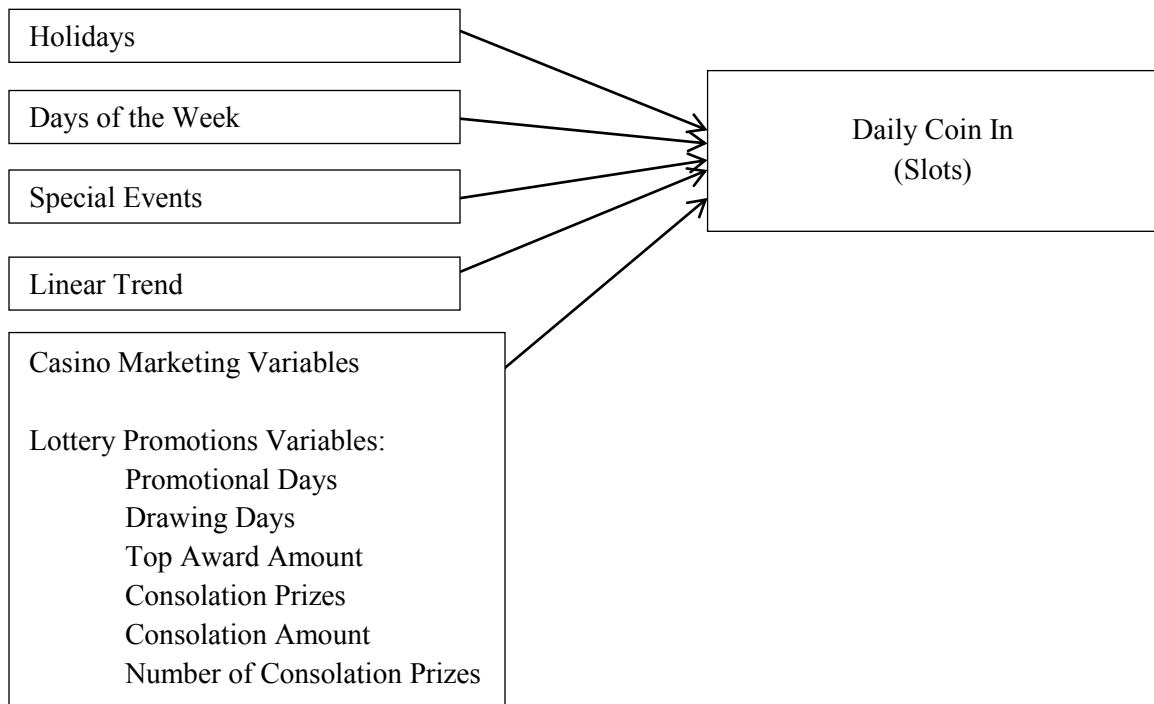 Holidays
Days of the Week
Special Events
Linear Trend
Casino Marketing Variables
Lottery Promotions Variables:
Promotional Days
Drawing Days
Top Award Amount
Consolation Prizes
Consolation Amount
Number of Consolation Prizes
Daily Coin In
(Slots)